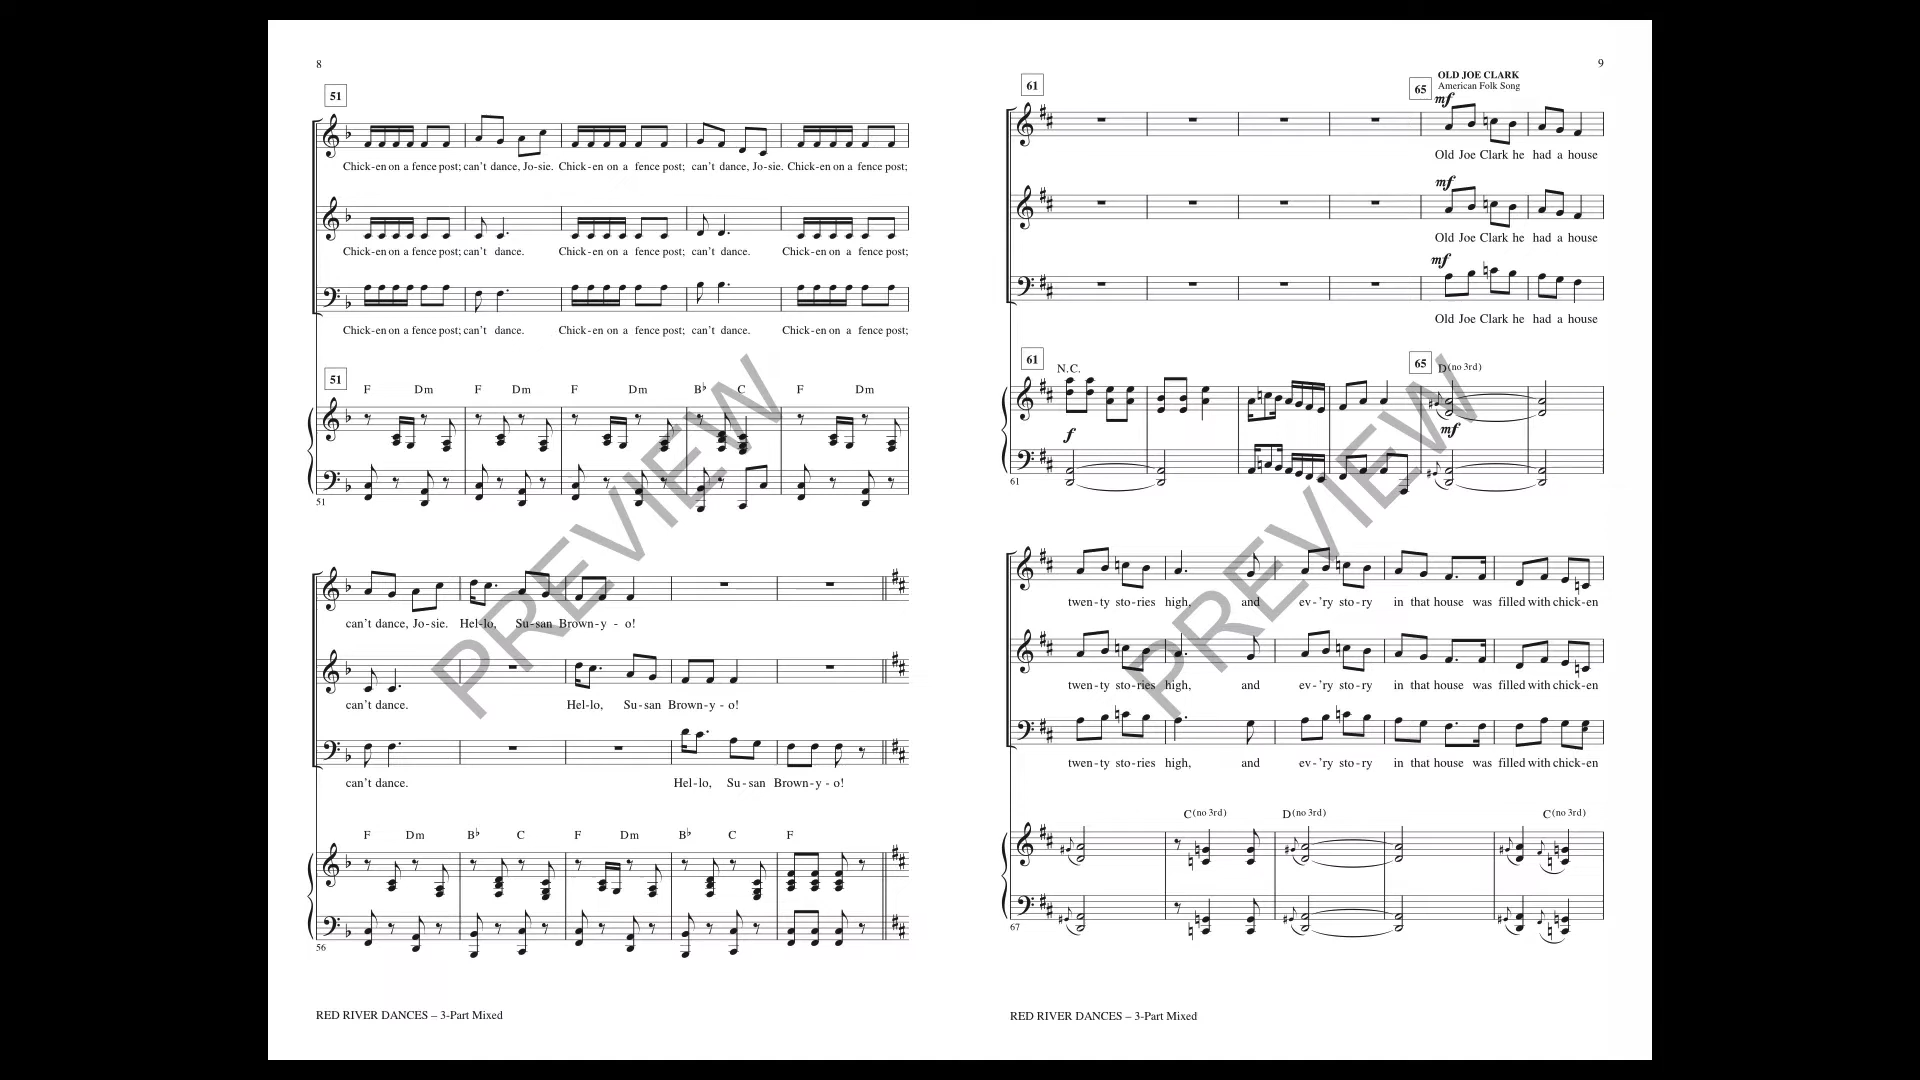 8
51
Chick-en on a fence post; can't dance, Jo-sie. Chick-en on a fence post; can't dance, Jo-sie. Chick-en on a fence post;
Chick-en on a fence post; can't dance. Chick-en on a fence post; can't dance. Chick-en on a fence post;
Chick-en on a fence post; can't dance. Chick-en on a fence post; can't dance. Chick-en on a fence post;
51
F Dm F Dm F Dm B♭ C F Dm
51
can't dance, Jo-sie. Hel-lo, Su-san Brown-y - o!
can't dance. Hel-lo, Su-san Brown-y - o!
can't dance. Hel-lo, Su-san Brown-y - o!
F Dm B♭ C F Dm B♭ C F
56
PREVIEW
RED RIVER DANCES – 3-Part Mixed
9
61
65 OLD JOE CLARK
American Folk Song
mf
Old Joe Clark he had a house
mf
Old Joe Clark he had a house
mf
Old Joe Clark he had a house
61 65
N.C. D(no 3rd)
f mf
61
twen-ty sto-ries high, and ev-'ry sto-ry in that house was filled with chick-en
twen-ty sto-ries high, and ev-'ry sto-ry in that house was filled with chick-en
twen-ty sto-ries high, and ev-'ry sto-ry in that house was filled with chick-en
C(no 3rd) D(no 3rd) C(no 3rd)
67
PREVIEW
RED RIVER DANCES – 3-Part Mixed